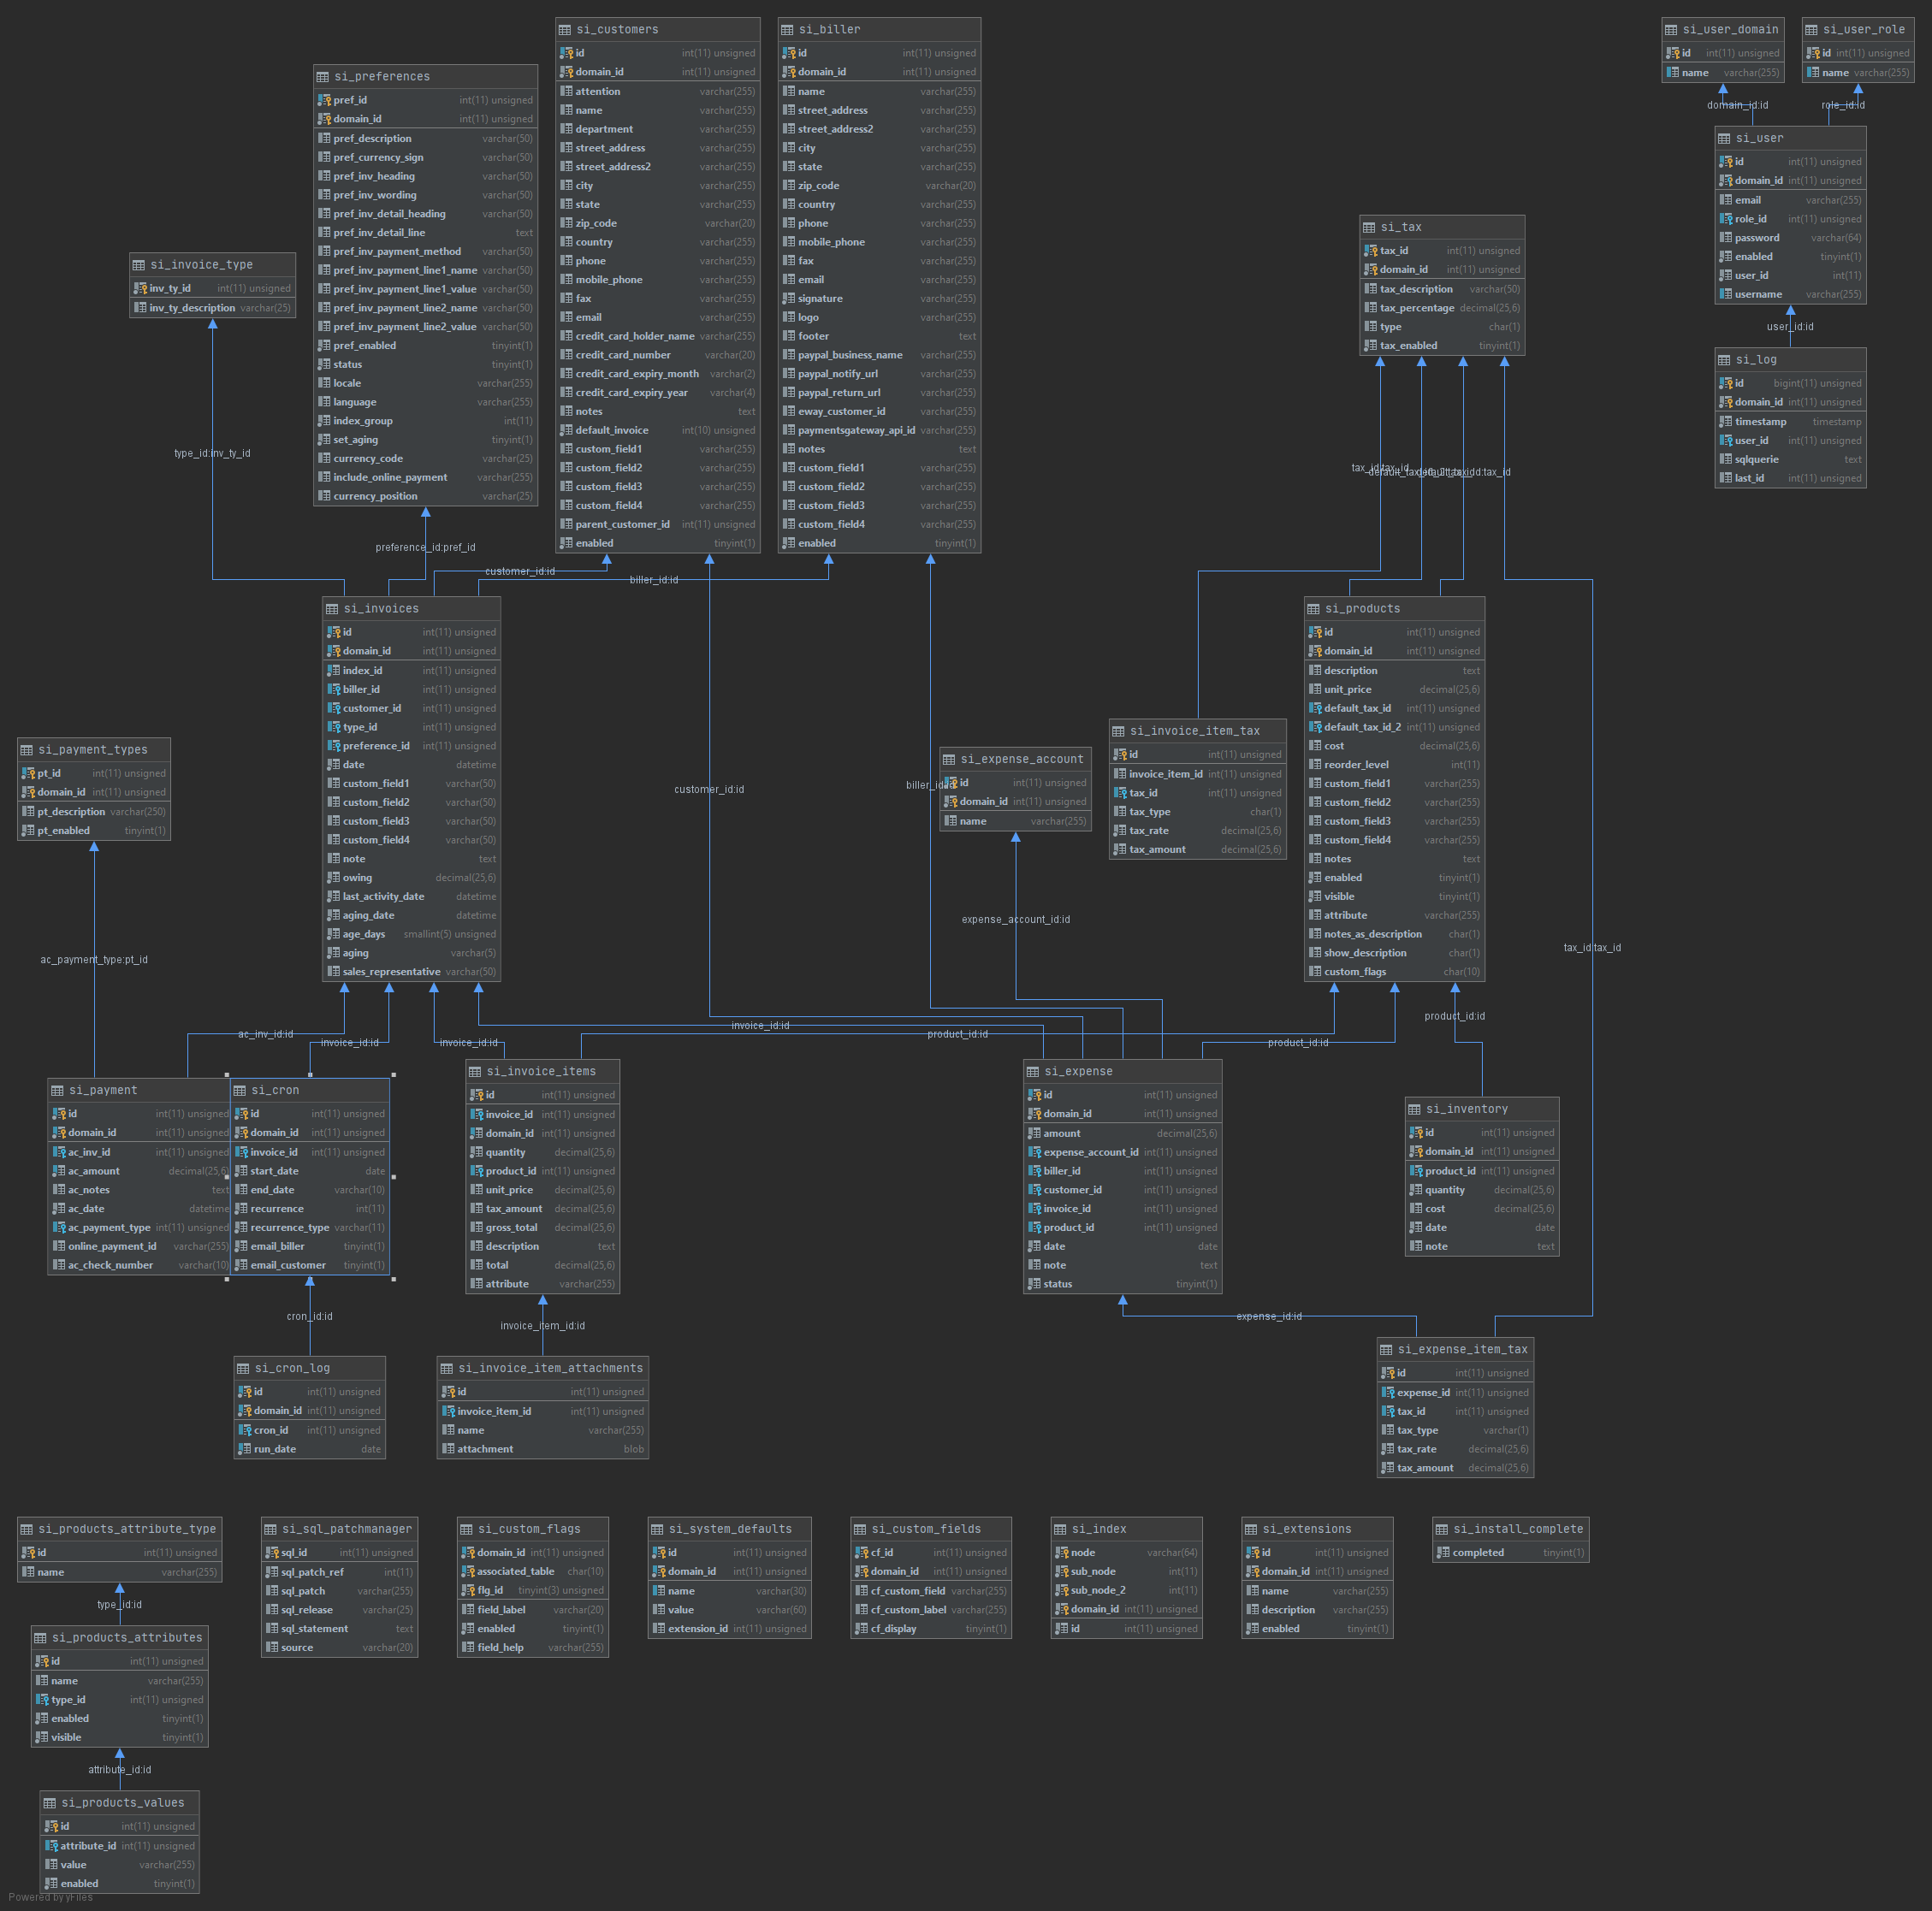 si_customers
id int(11) unsigned
domain_id int(11) unsigned
attention varchar(255)
name varchar(255)
department varchar(255)
street_address varchar(255)
street_address2 varchar(255)
city varchar(255)
state varchar(255)
zip_code varchar(20)
country varchar(255)
phone varchar(255)
mobile_phone varchar(255)
fax varchar(255)
email varchar(255)
credit_card_holder_name varchar(255)
credit_card_number varchar(20)
credit_card_expiry_month varchar(2)
credit_card_expiry_year varchar(4)
notes text
default_invoice int(10) unsigned
custom_field1 varchar(255)
custom_field2 varchar(255)
custom_field3 varchar(255)
custom_field4 varchar(255)
parent_customer_id int(11) unsigned
enabled tinyint(1)
si_biller
id int(11) unsigned
domain_id int(11) unsigned
name varchar(255)
street_address varchar(255)
street_address2 varchar(255)
city varchar(255)
state varchar(255)
zip_code varchar(20)
country varchar(255)
phone varchar(255)
mobile_phone varchar(255)
fax varchar(255)
email varchar(255)
signature varchar(255)
logo varchar(255)
footer text
paypal_business_name varchar(255)
paypal_notify_url varchar(255)
paypal_return_url varchar(255)
eway_customer_id varchar(255)
paymentsgateway_api_id varchar(255)
notes text
custom_field1 varchar(255)
custom_field2 varchar(255)
custom_field3 varchar(255)
custom_field4 varchar(255)
enabled tinyint(1)
si_user_domain
id int(11) unsigned
name varchar(255)
si_user_role
id int(11) unsigned
name varchar(255)
domain_id:id
role_id:id
si_preferences
pref_id int(11) unsigned
domain_id int(11) unsigned
pref_description varchar(50)
pref_currency_sign varchar(50)
pref_inv_heading varchar(50)
pref_inv_wording varchar(50)
pref_inv_detail_heading varchar(50)
pref_inv_detail_line text
pref_inv_payment_method varchar(50)
pref_inv_payment_line1_name varchar(50)
pref_inv_payment_line1_value varchar(50)
pref_inv_payment_line2_name varchar(50)
pref_inv_payment_line2_value varchar(50)
pref_enabled tinyint(1)
status tinyint(1)
locale varchar(255)
language varchar(255)
index_group int(11)
set_aging tinyint(1)
currency_code varchar(25)
include_online_payment varchar(255)
currency_position varchar(25)
si_user
id int(11) unsigned
domain_id int(11) unsigned
email varchar(255)
role_id int(11) unsigned
password varchar(64)
enabled tinyint(1)
user_id int(11)
username varchar(255)
user_id:id
si_tax
tax_id int(11) unsigned
domain_id int(11) unsigned
tax_description varchar(50)
tax_percentage decimal(25,6)
type char(1)
tax_enabled tinyint(1)
si_invoice_type
inv_ty_id int(11) unsigned
inv_ty_description varchar(25)
si_log
id bigint(11) unsigned
domain_id int(11) unsigned
timestamp timestamp
user_id int(11) unsigned
sqlquerie text
last_id int(11) unsigned
type_id:inv_ty_id
tax_id:tax_id
preference_id:pref_id
customer_id:id
biller_id:id
si_invoices
id int(11) unsigned
domain_id int(11) unsigned
index_id int(11) unsigned
biller_id int(11) unsigned
customer_id int(11) unsigned
type_id int(11) unsigned
preference_id int(11) unsigned
date datetime
custom_field1 varchar(50)
custom_field2 varchar(50)
custom_field3 varchar(50)
custom_field4 varchar(50)
note text
owing decimal(25,6)
last_activity_date datetime
aging_date datetime
age_days smallint(5) unsigned
aging varchar(5)
sales_representative varchar(50)
si_products
id int(11) unsigned
domain_id int(11) unsigned
description text
unit_price decimal(25,6)
default_tax_id int(11) unsigned
default_tax_id_2 int(11) unsigned
cost decimal(25,6)
reorder_level int(11)
custom_field1 varchar(255)
custom_field2 varchar(255)
custom_field3 varchar(255)
custom_field4 varchar(255)
notes text
enabled tinyint(1)
visible tinyint(1)
attribute varchar(255)
notes_as_description char(1)
show_description char(1)
custom_flags char(10)
si_invoice_item_tax
id int(11) unsigned
invoice_item_id int(11) unsigned
tax_id int(11) unsigned
tax_type char(1)
tax_rate decimal(25,6)
tax_amount decimal(25,6)
si_payment_types
pt_id int(11) unsigned
domain_id int(11) unsigned
pt_description varchar(250)
pt_enabled tinyint(1)
si_expense_account
id int(11) unsigned
domain_id int(11) unsigned
name varchar(255)
customer_id:id
expense_account_id:id
tax_id:tax_id
ac_payment_type:pt_id
ac_inv_id:id
invoice_id:id
invoice_id:id
invoice_id:id
product_id:id
product_id:id
product_id:id
si_payment
id int(11) unsigned
domain_id int(11) unsigned
ac_inv_id int(11) unsigned
ac_amount decimal(25,6)
ac_notes text
ac_date datetime
ac_payment_type int(11) unsigned
online_payment_id varchar(255)
ac_check_number varchar(10)
si_cron
id int(11) unsigned
domain_id int(11) unsigned
invoice_id int(11) unsigned
start_date date
end_date varchar(10)
recurrence int(11)
recurrence_type varchar(11)
email_biller tinyint(1)
email_customer tinyint(1)
si_invoice_items
id int(11) unsigned
invoice_id int(11) unsigned
domain_id int(11) unsigned
quantity decimal(25,6)
product_id int(11) unsigned
unit_price decimal(25,6)
tax_amount decimal(25,6)
gross_total decimal(25,6)
description text
total decimal(25,6)
attribute varchar(255)
si_expense
id int(11) unsigned
domain_id int(11) unsigned
amount decimal(25,6)
expense_account_id int(11) unsigned
biller_id int(11) unsigned
customer_id int(11) unsigned
invoice_id int(11) unsigned
product_id int(11) unsigned
date date
note text
status tinyint(1)
si_inventory
id int(11) unsigned
domain_id int(11) unsigned
product_id int(11) unsigned
quantity decimal(25,6)
cost decimal(25,6)
date date
note text
cron_id:id
invoice_item_id:id
expense_id:id
si_cron_log
id int(11) unsigned
domain_id int(11) unsigned
cron_id int(11) unsigned
run_date date
si_invoice_item_attachments
id int(11) unsigned
invoice_item_id int(11) unsigned
name varchar(255)
attachment blob
si_expense_item_tax
id int(11) unsigned
expense_id int(11) unsigned
tax_id int(11) unsigned
tax_type varchar(1)
tax_rate decimal(25,6)
tax_amount decimal(25,6)
si_products_attribute_type
id int(11) unsigned
name varchar(255)
si_sql_patchmanager
sql_id int(11) unsigned
sql_patch_ref int(11)
sql_patch varchar(255)
sql_release varchar(25)
sql_statement text
source varchar(20)
si_custom_flags
domain_id int(11) unsigned
associated_table char(10)
flg_id tinyint(3) unsigned
field_label varchar(20)
enabled tinyint(1)
field_help varchar(255)
si_system_defaults
id int(11) unsigned
domain_id int(11) unsigned
name varchar(30)
value varchar(60)
extension_id int(11) unsigned
si_custom_fields
cf_id int(11) unsigned
domain_id int(11) unsigned
cf_custom_field varchar(255)
cf_custom_label varchar(255)
cf_display tinyint(1)
si_index
node varchar(64)
sub_node int(11)
sub_node_2 int(11)
domain_id int(11) unsigned
id int(11) unsigned
si_extensions
id int(11) unsigned
domain_id int(11) unsigned
name varchar(255)
description varchar(255)
enabled tinyint(1)
si_install_complete
completed tinyint(1)
type_id:id
si_products_attributes
id int(11) unsigned
name varchar(255)
type_id int(11) unsigned
enabled tinyint(1)
visible tinyint(1)
attribute_id:id
si_products_values
id int(11) unsigned
attribute_id int(11) unsigned
value varchar(255)
enabled tinyint(1)
Powered by yFiles